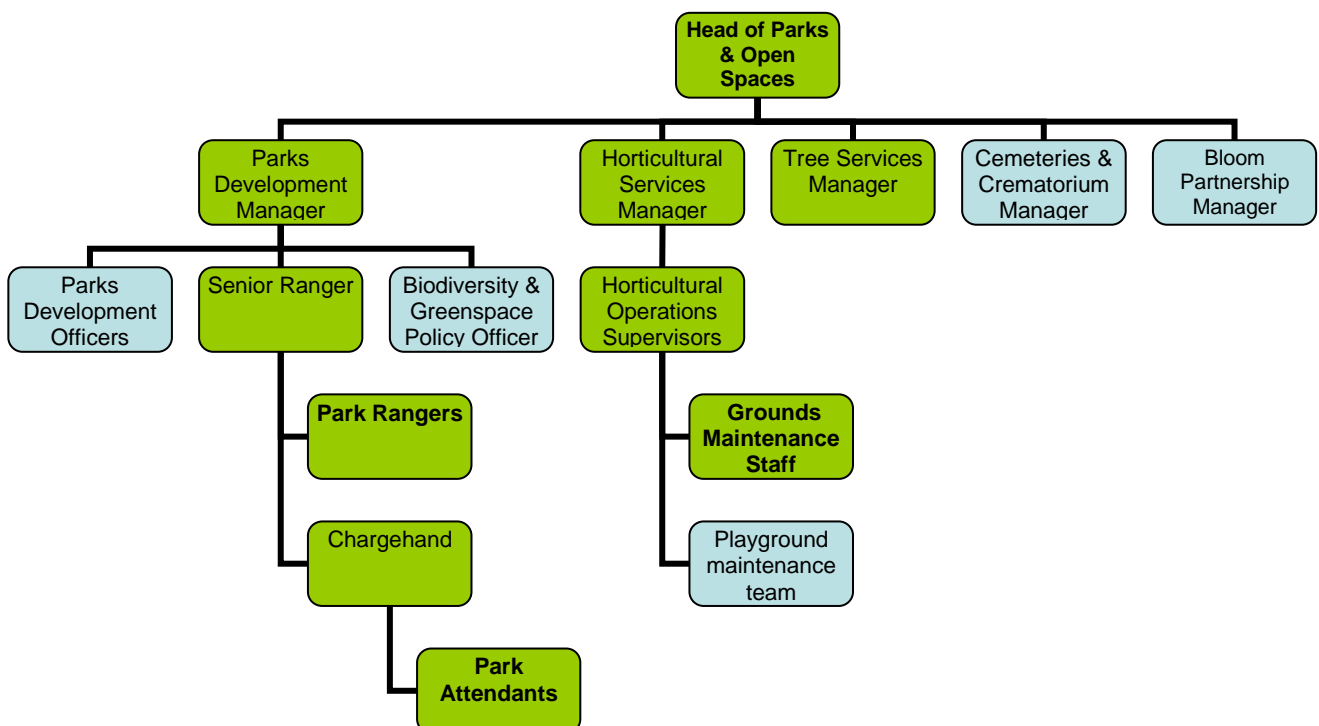 Head of Parks
& Open
Spaces
Parks
Development
Manager
Horticultural
Services
Manager
Tree Services
Manager
Cemeteries &
Crematorium
Manager
Bloom
Partnership
Manager
Parks
Development
Officers
Senior Ranger
Biodiversity &
Greenspace
Policy Officer
Horticultural
Operations
Supervisors
Park Rangers
Grounds
Maintenance
Staff
Chargehand
Playground
maintenance
team
Park
Attendants